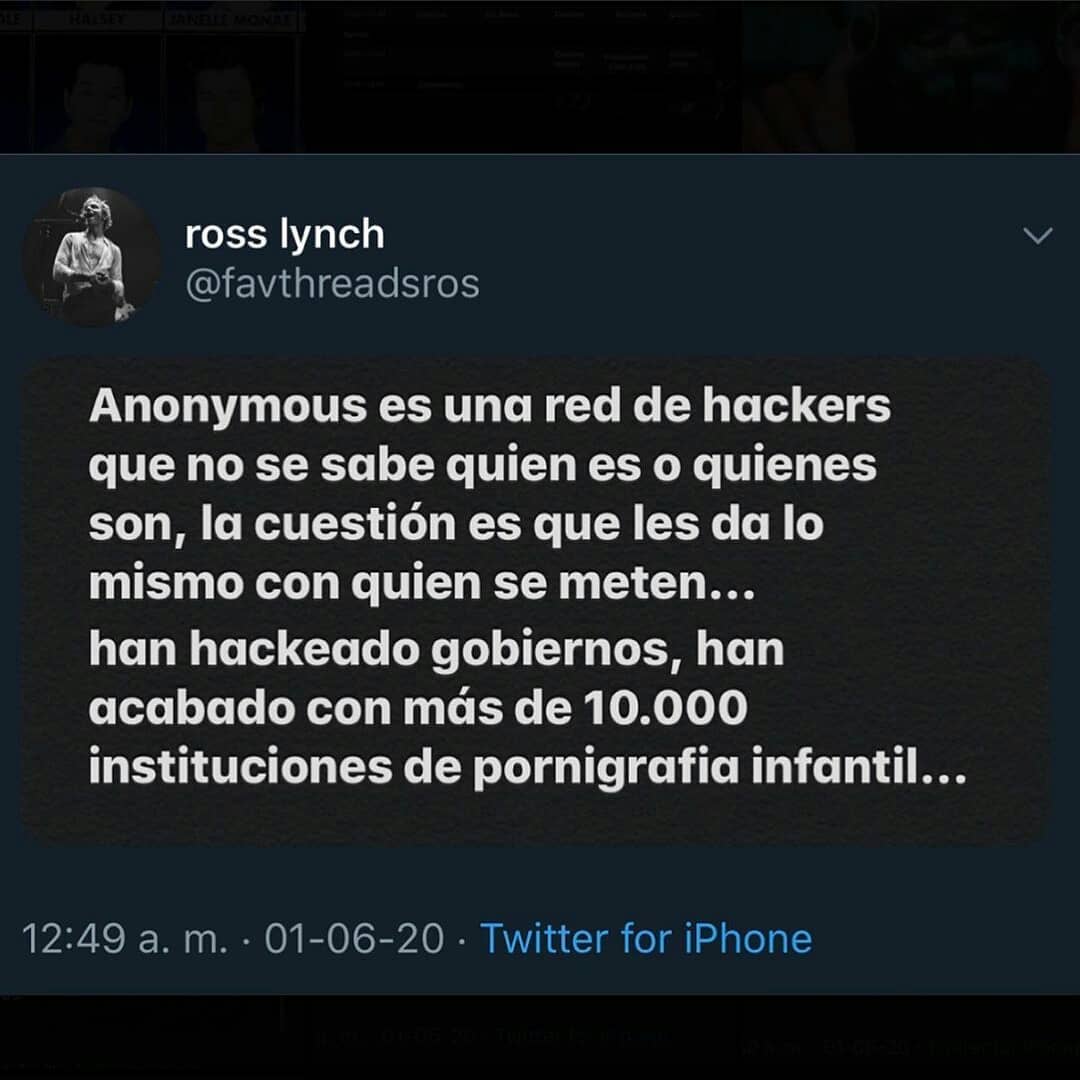 HALSEY
JANELLE MONAE
ross lynch
@favthreadsros
Anonymous es una red de hackers
que no se sabe quien es o quienes
son, la cuestión es que les da lo
mismo con quien se meten...
han hackeado gobiernos, han
acabado con más de 10.000
instituciones de pornigrafia infantil...
12:49 a. m. · 01-06-20 · Twitter for iPhone